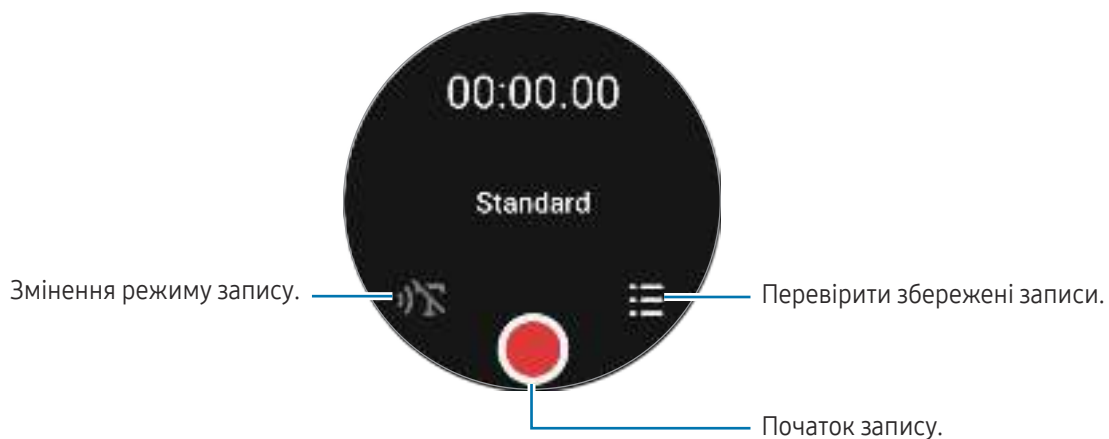 00:00.00
Standard
Змінення режиму запису.
Перевірити збережені записи.
Початок запису.